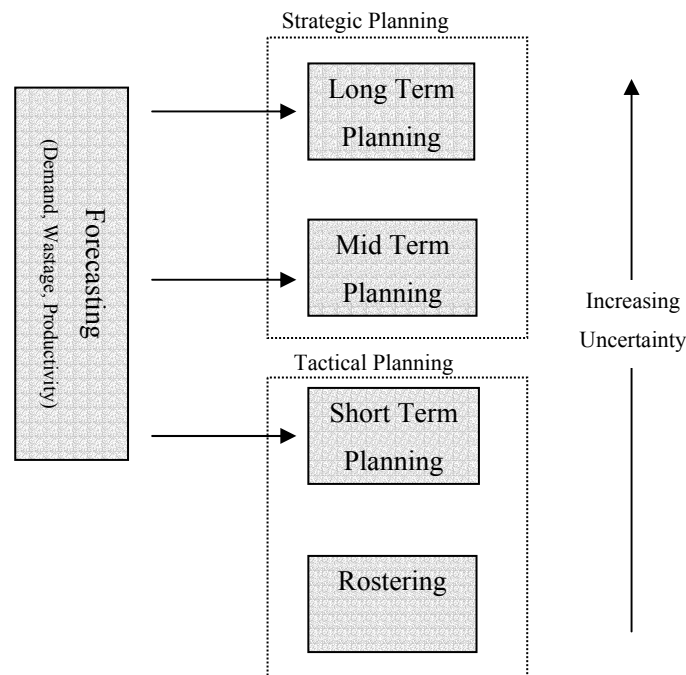 Strategic Planning
Long Term
Planning
Forecasting
(Demand, Wastage, Productivity)
Mid Term
Planning
Increasing
Uncertainty
Tactical Planning
Short Term
Planning
Rostering